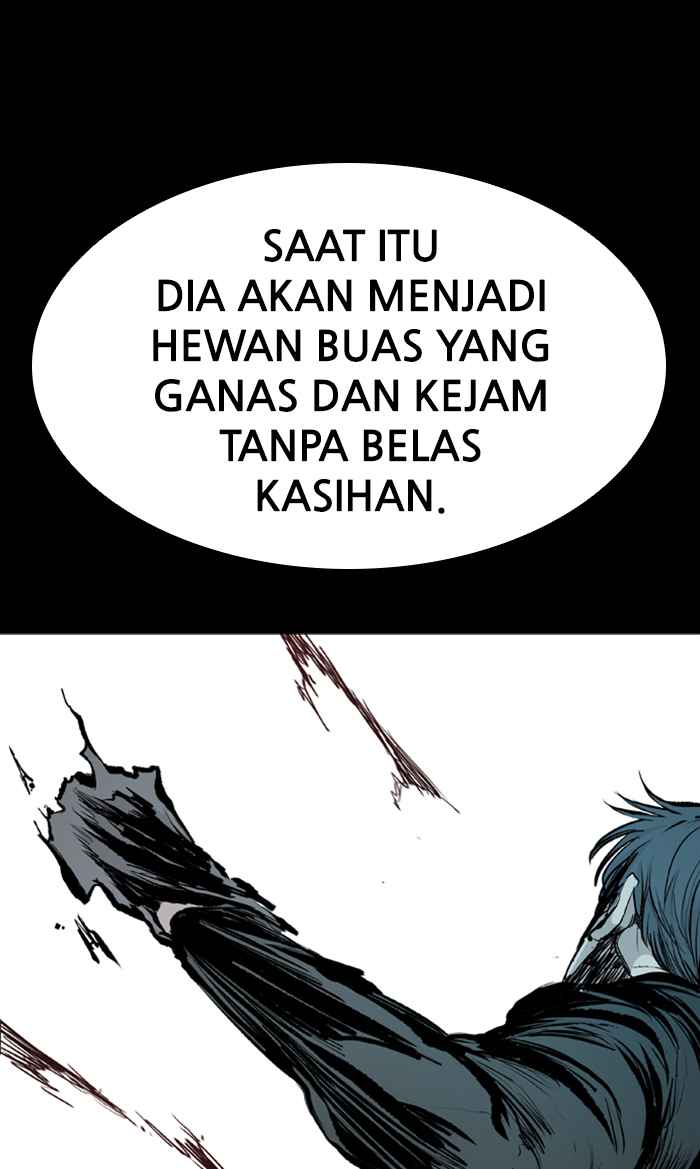 SAAT ITU
DIA AKAN MENJADI
HEWAN BUAS YANG
GANAS DAN KEJAM
TANPA BELAS
KASIHAN.